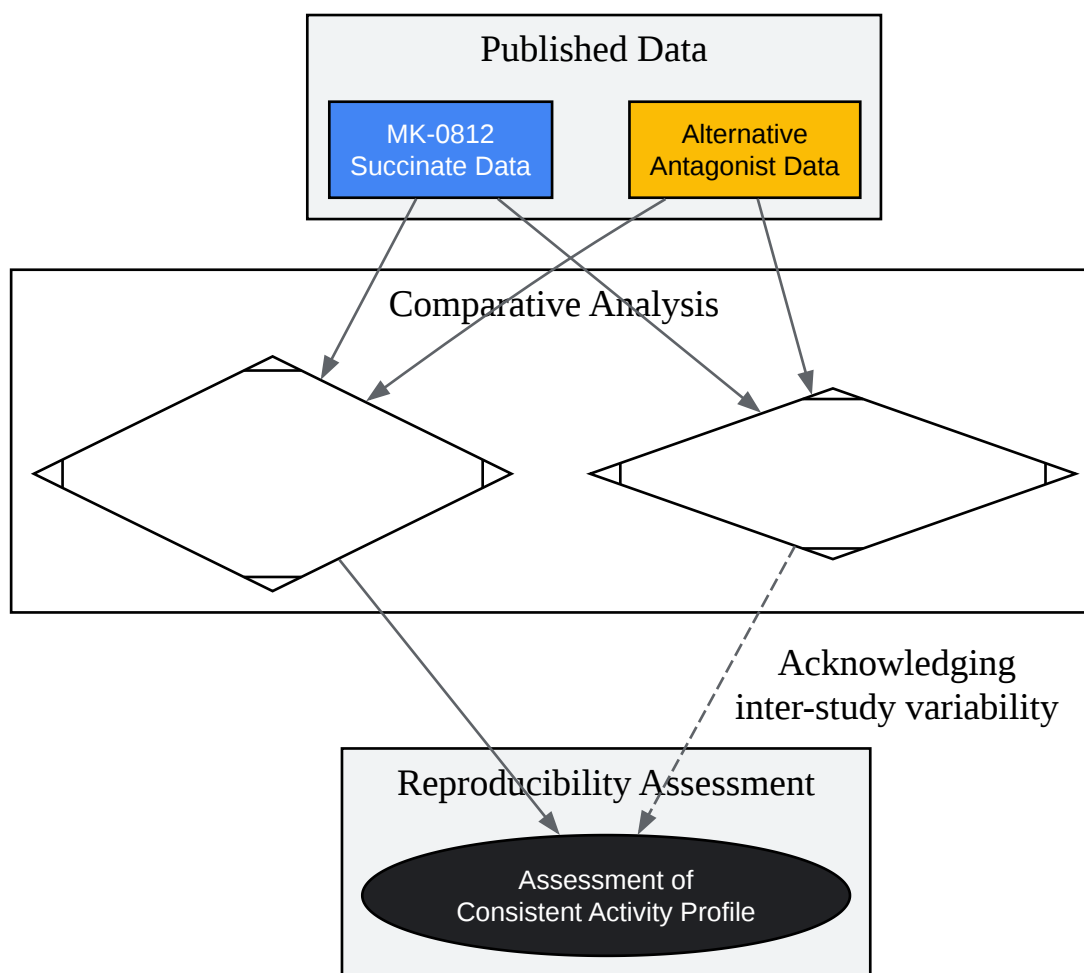 Published Data
MK-0812
Succinate Data
Alternative
Antagonist Data
Comparative Analysis
Acknowledging
inter-study variability
Reproducibility Assessment
Assessment of
Consistent Activity Profile